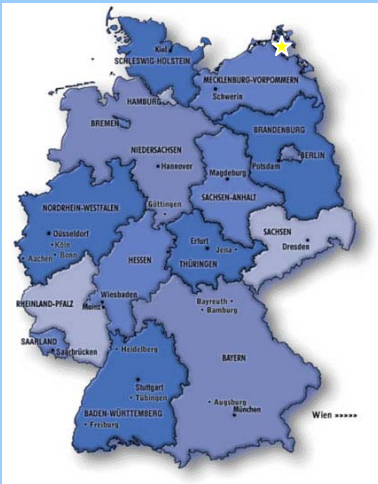 Kiel
SCHLESWIG-HOLSTEIN
MECKLENBURG-VORPOMMERN
Schwerin
HAMBURG
BREMEN
BRANDENBURG
NIEDERSACHSEN
BERLIN
Hannover
Potsdam
Magdeburg
SACHSEN-ANHALT
Göttingen
NORDRHEIN-WESTFALEN
Düsseldorf
Köln
Aachen
Bonn
SACHSEN
Dresden
Erfurt
Jena
THÜRINGEN
HESSEN
RHEINLAND-PFALZ
Wiesbaden
Mainz
Bayreuth
Bamburg
SAARLAND
Saarbrücken
Heidelberg
BAYERN
Stuttgart
Tübingen
BADEN-WÜRTTEMBERG
Freiburg
Augsburg
München
Wien »»»»»